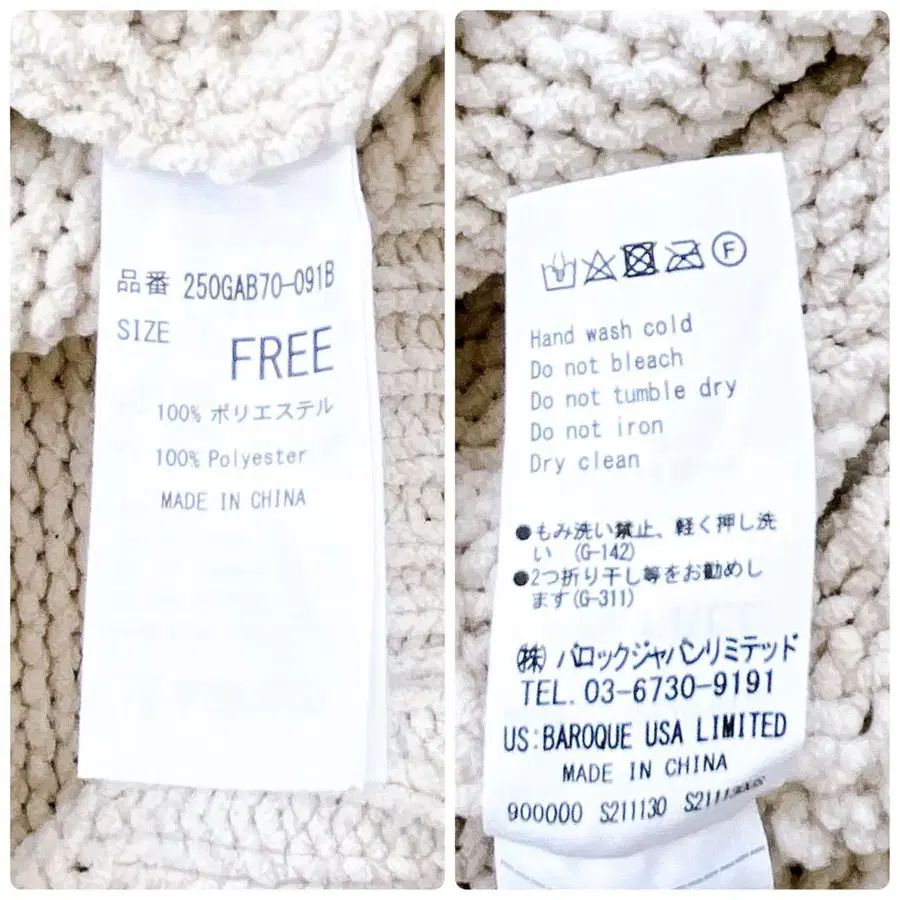 品番 250GAB70-091B
SIZE
FREE
100% ポリエステル
100% Polyester
MADE IN CHINA
F
Hand wash cold
Do not bleach
Do not tumble dry
Do not iron
Dry clean
●もみ洗い禁止、軽く押し洗
い (G-142)
●2つ折り干し等をお勧めし
ます(G-311)
㈱ バロックジャパンリミテッド
TEL. 03-6730-9191
US:BAROQUE USA LIMITED
MADE IN CHINA
900000 S211130